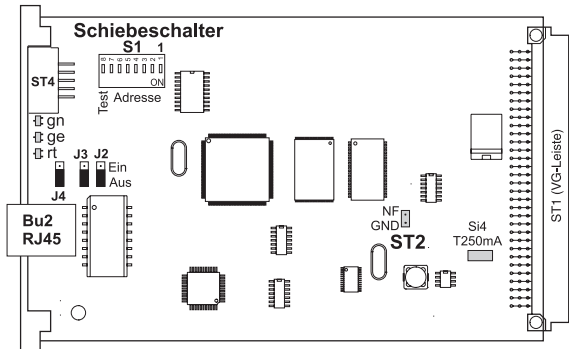 Schiebeschalter
S1 1
8 7 6 5 4 3 2 1
ON
Test Adresse
ST4
gn
ge
rt
J3 J2
Ein
Aus
J4
Bu2
RJ45
NF
GND
ST2
Si4
T250mA
ST1 (VG-Leiste)